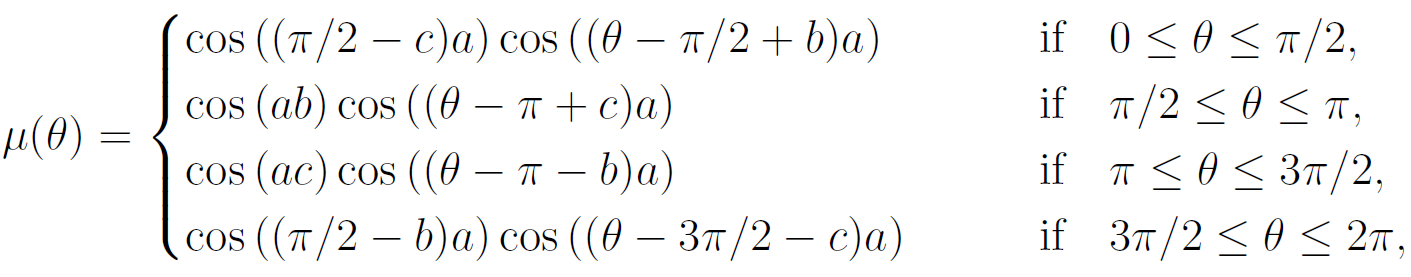 cos ((π/2 − c)a) cos ((θ − π/2 + b)a) if 0 ≤ θ ≤ π/2,
cos (ab) cos ((θ − π + c)a) if π/2 ≤ θ ≤ π,
μ(θ) =
cos (ac) cos ((θ − π − b)a) if π ≤ θ ≤ 3π/2,
cos ((π/2 − b)a) cos ((θ − 3π/2 − c)a) if 3π/2 ≤ θ ≤ 2π,